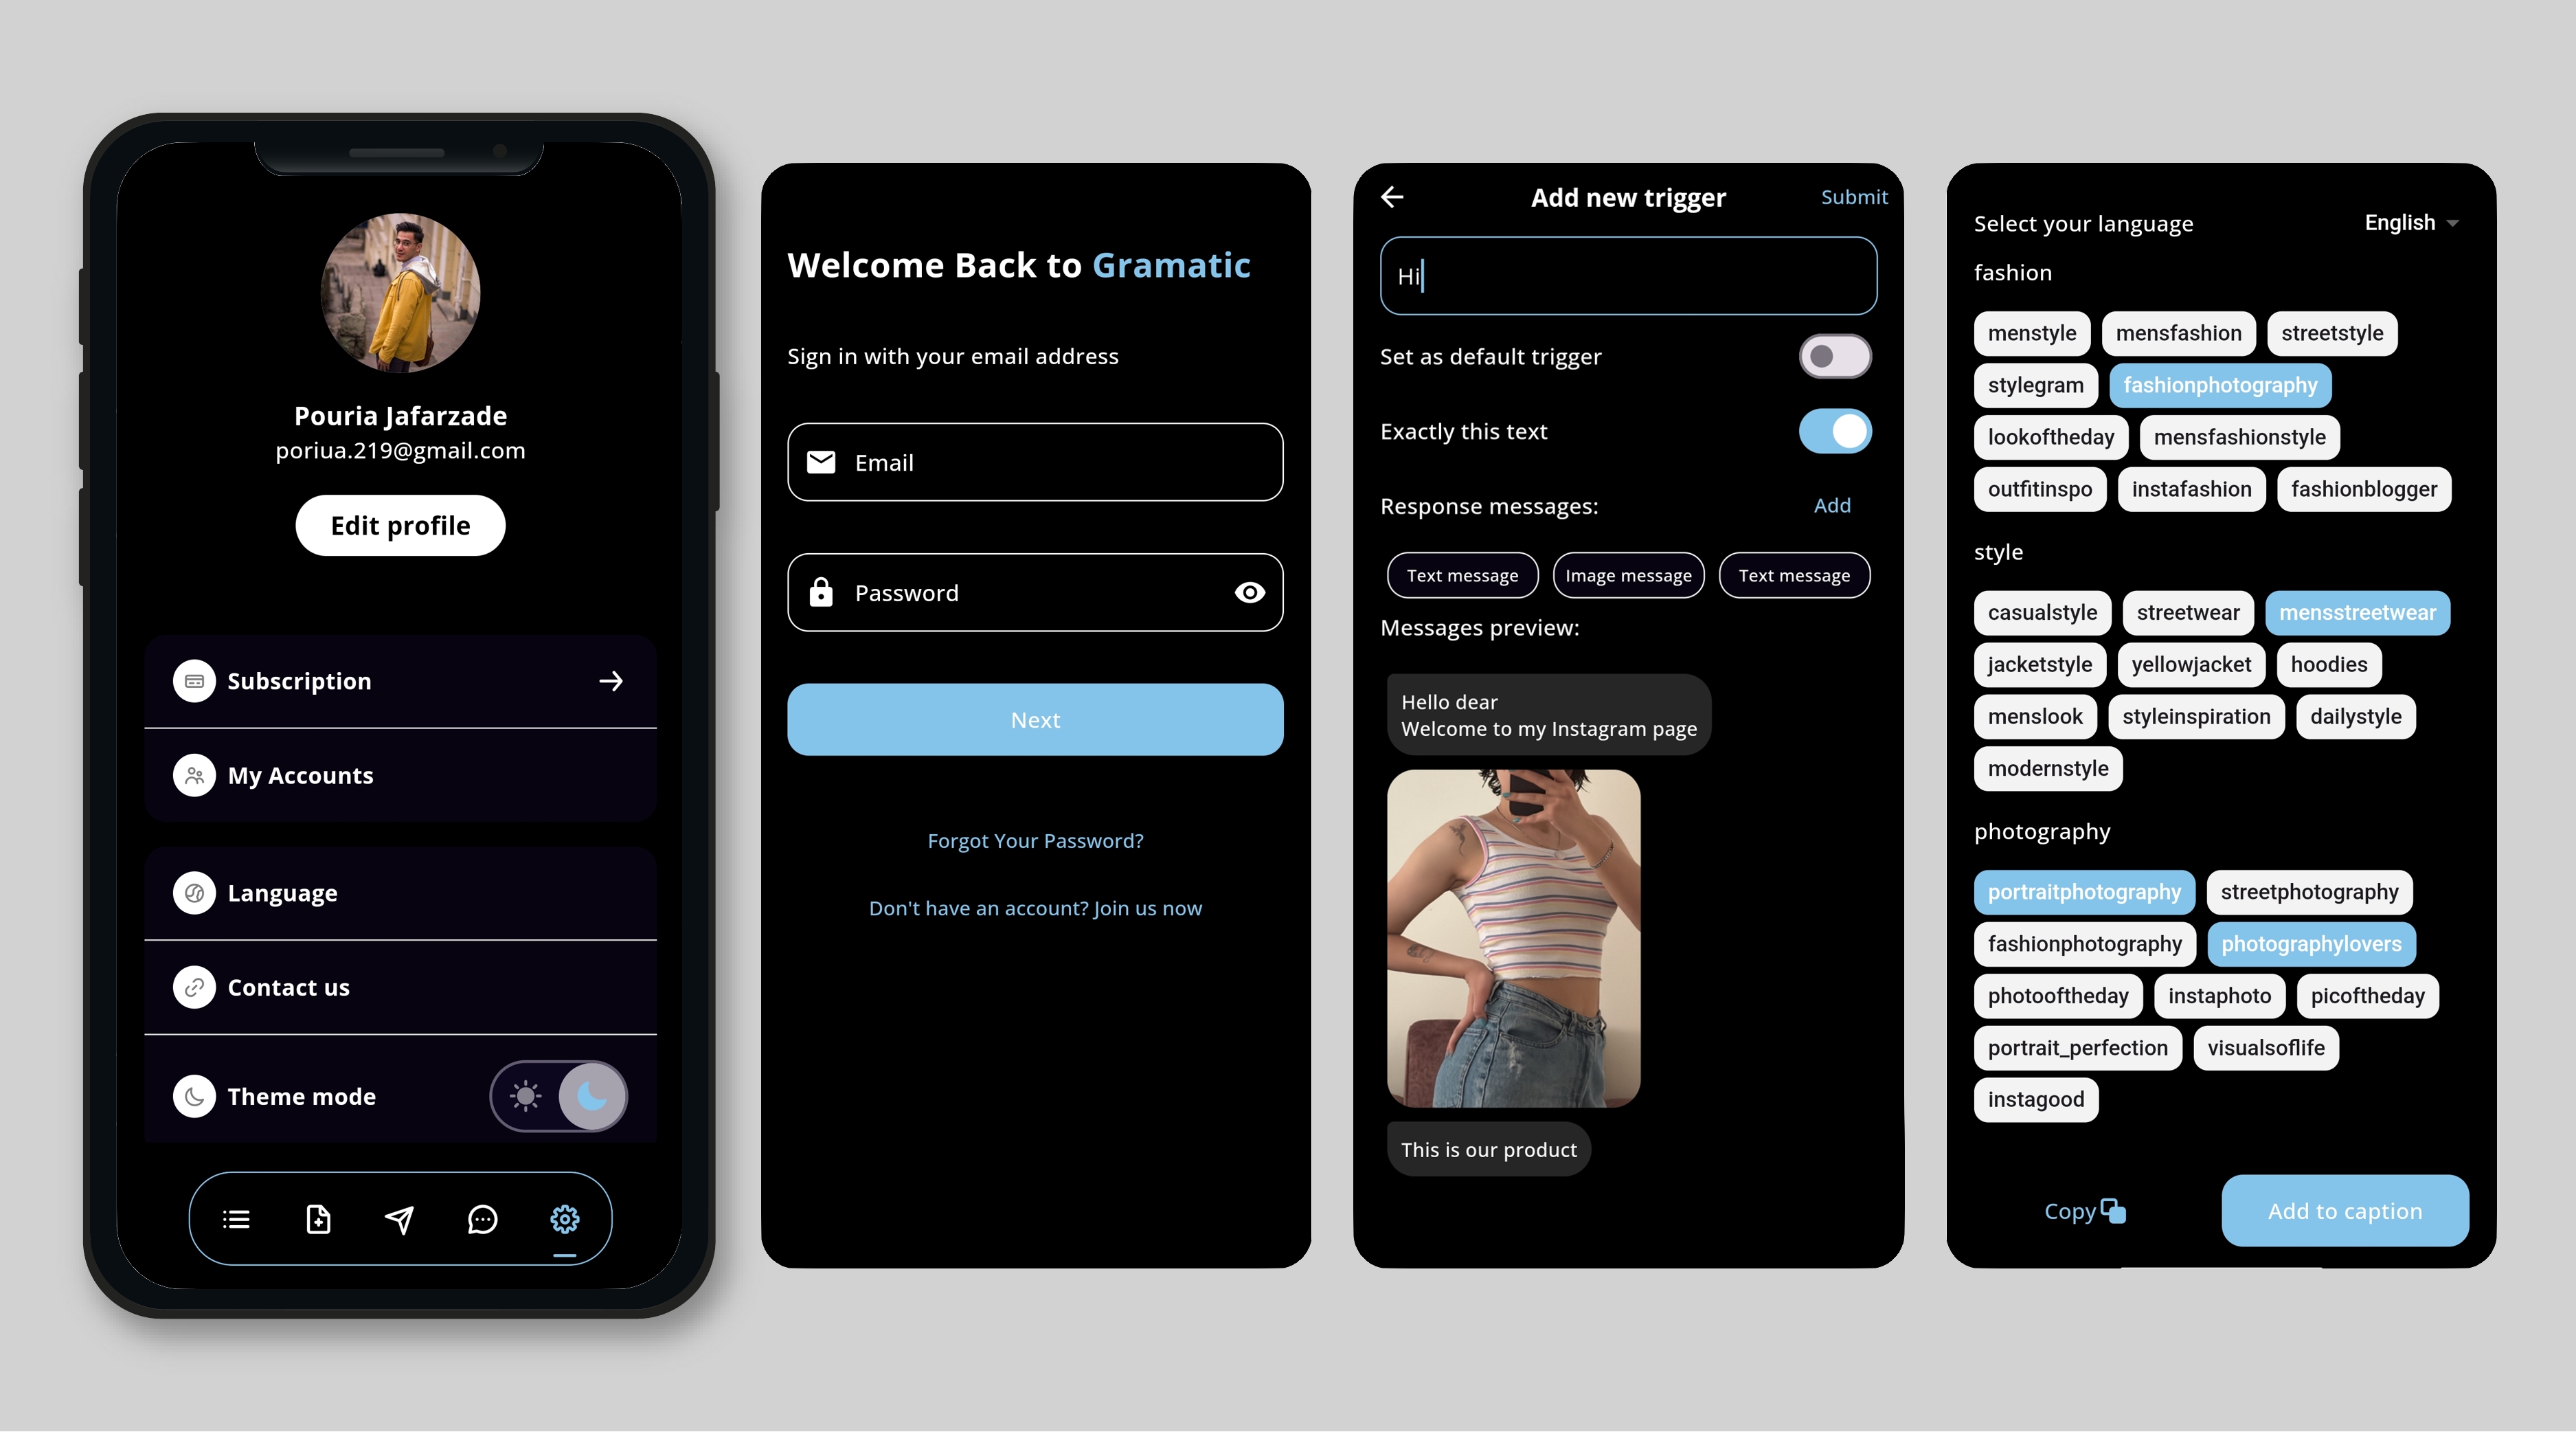 Pouria Jafarzade
poriua.219@gmail.com
Edit profile
Subscription
My Accounts
Language
Contact us
Theme mode
Welcome Back to Gramatic
Sign in with your email address
Email
Password
Next
Forgot Your Password?
Don't have an account? Join us now
Add new trigger Submit
Hi
Set as default trigger
Exactly this text
Response messages: Add
Text message Image message Text message
Messages preview:
Hello dear
Welcome to my Instagram page
This is our product
Select your language English
fashion
menstyle mensfashion streetstyle
stylegram fashionphotography
lookoftheday mensfashionstyle
outfitinspo instafashion fashionblogger
style
casualstyle streetwear mensstreetwear
jacketstyle yellowjacket hoodies
menslook styleinspiration dailystyle
modernstyle
photography
portraitphotography streetphotography
fashionphotography photographylovers
photooftheday instaphoto picoftheday
portrait_perfection visualsoflife
instagood
Copy Add to caption